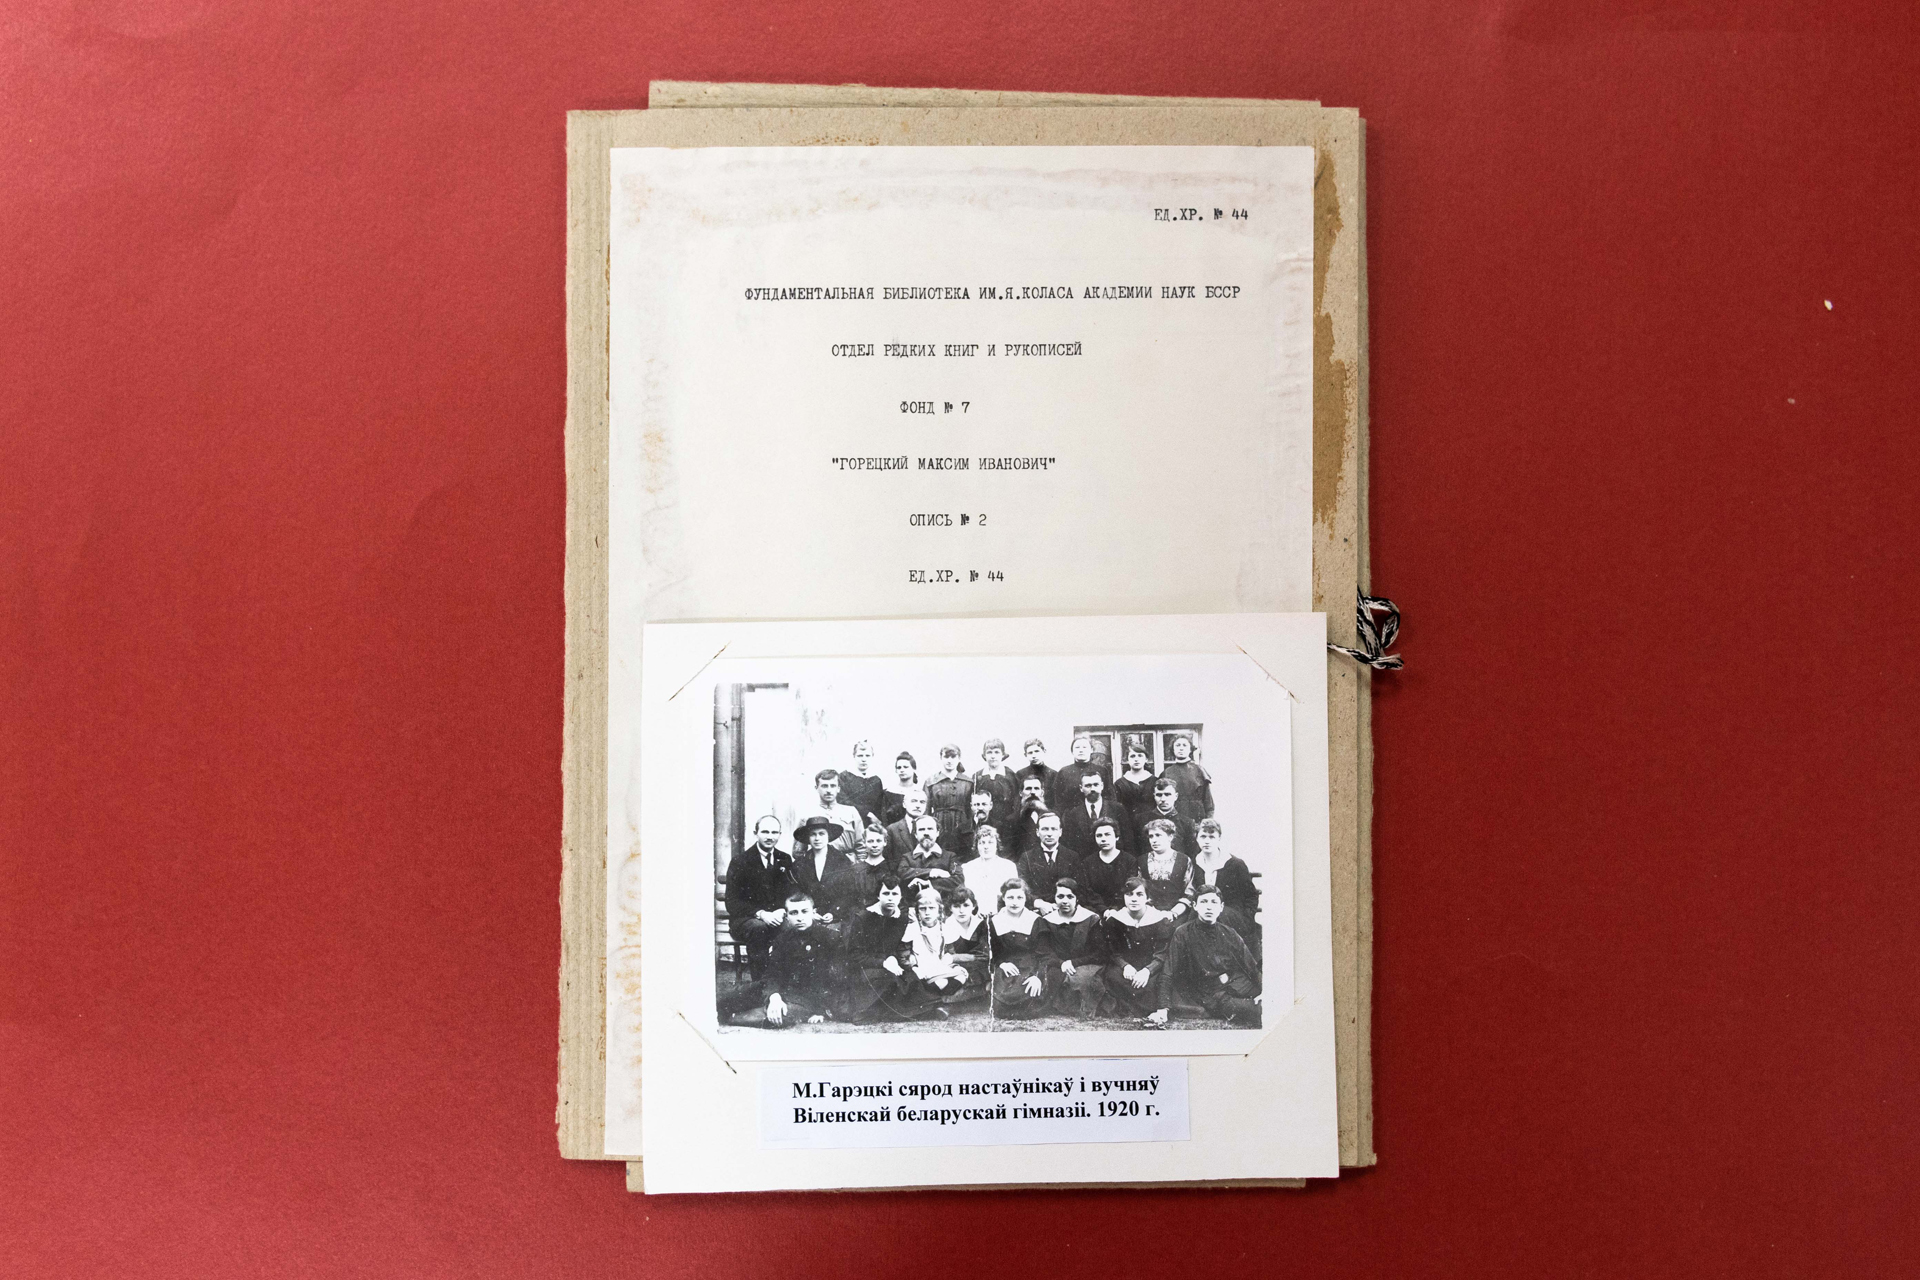 ЕД.ХР. № 44
ФУНДАМЕНТАЛЬНАЯ БИБЛИОТЕКА ИМ.Я.КОЛАСА АКАДЕМИИ НАУК БССР
ОТДЕЛ РЕДКИХ КНИГ И РУКОПИСЕЙ
ФОНД № 7
"ГОРЕЦКИЙ МАКСИМ ИВАНОВИЧ"
ОПИСЬ № 2
ЕД.ХР. № 44
М.Гарэцкі сярод настаўнікаў і вучняў
Віленскай беларускай гімназіі. 1920 г.